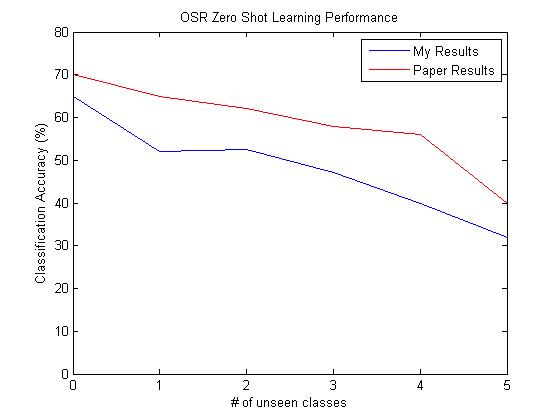 OSR Zero Shot Learning Performance
My Results
Paper Results
Classification Accuracy (%)
80
70
60
50
40
30
20
10
0
0 1 2 3 4 5
# of unseen classes